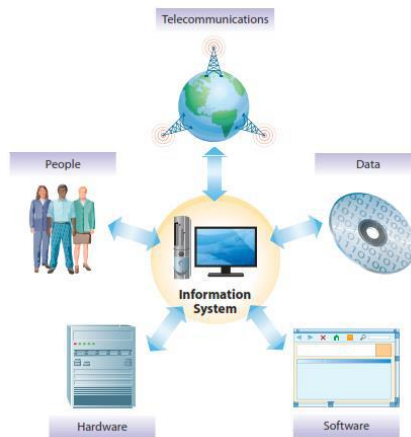 Telecommunications
People
Data
Information
System
Hardware
Software